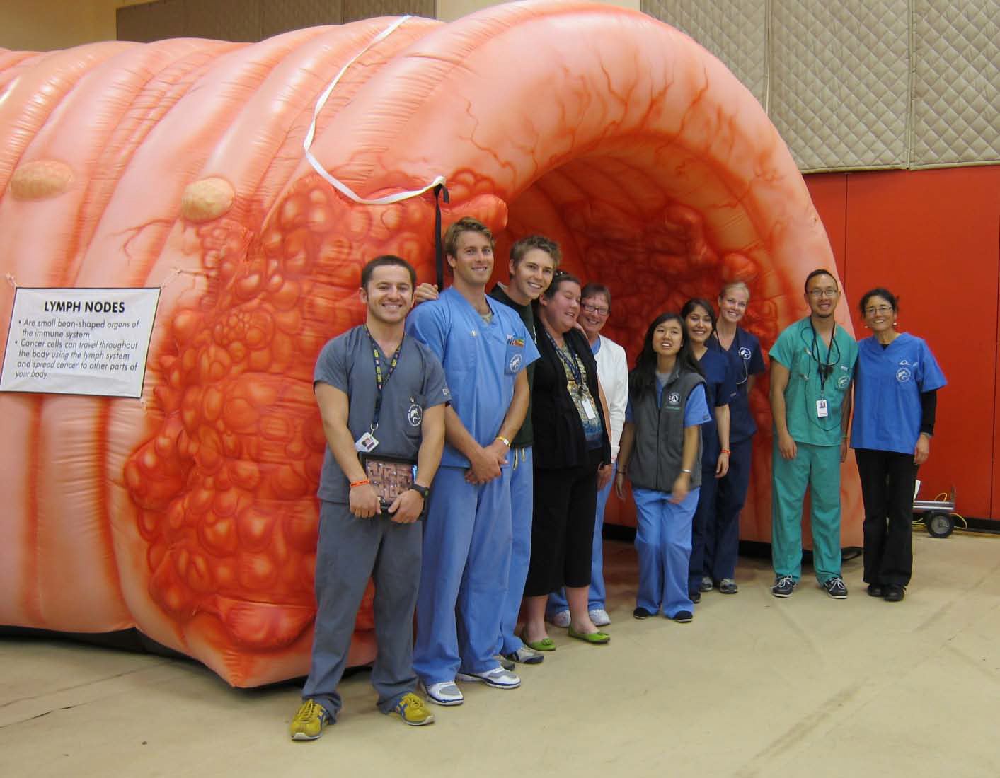 LYMPH NODES
• Are small bean-shaped organs of
the immune system
• Cancer cells can travel throughout
the body using the lymph system
and spread cancer to other parts of
your body